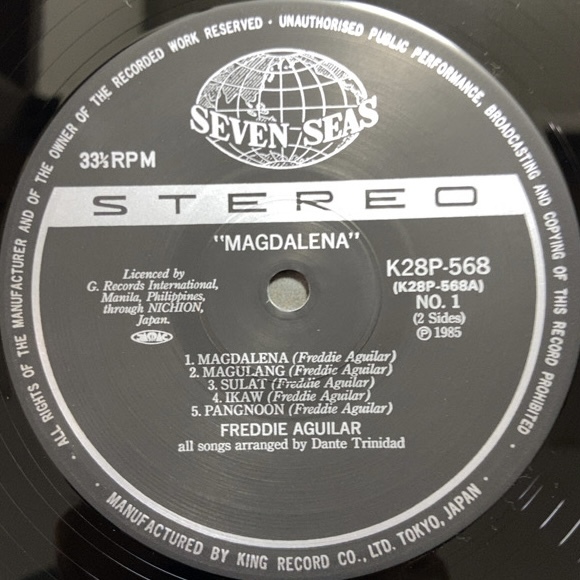 ALL RIGHTS OF THE MANUFACTURER AND OF THE OWNER OF THE RECORDED WORK RESERVED · UNAUTHORISED PUBLIC PERFORMANCE, BROADCASTING AND COPYING OF THIS RECORD PROHIBITED ·
SEVEN-SEAS
33⅓RPM
STEREO
"MAGDALENA"
Licenced by
G. Records International,
Manila, Philippines,
through NICHION,
Japan.
K28P-568
(K28P-568A)
NO. 1
(2 Sides)
Ⓟ 1985
1. MAGDALENA (Freddie Aguilar)
2. MAGULANG (Freddie Aguilar)
3. SULAT (Freddie Aguilar)
4. IKAW (Freddie Aguilar)
5. PANGNOON (Freddie Aguilar)
FREDDIE AGUILAR
all songs arranged by Dante Trinidad
· MANUFACTURED BY KING RECORD CO., LTD. TOKYO, JAPAN ·